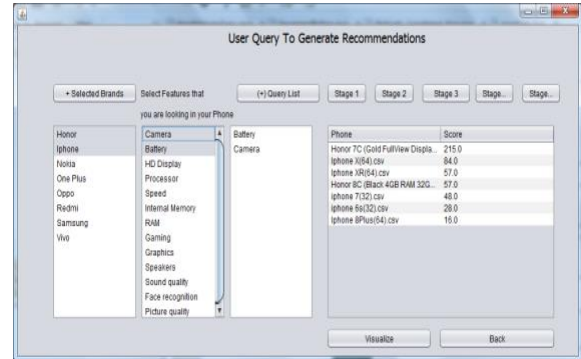 User Query To Generate Recommendations
+ Selected Brands
Select Features that
(+) Query List
Stage 1
Stage 2
Stage 3
Stage...
Stage...
you are looking in your Phone
Honor
Iphone
Nokia
One Plus
Oppo
Redmi
Samsung
Vivo
Camera
Battery
HD Display
Processor
Speed
Internal Memory
RAM
Gaming
Graphics
Speakers
Sound quality
Face recognition
Picture quality
Battery
Camera
Phone Score
Honor 7C (Gold FullView Displa... 215.0
Iphone X(64).csv 84.0
Iphone XR(64).csv 57.0
Honor 8C (Black 4GB RAM 32G... 57.0
iphone 7(32).csv 48.0
iphone 6s(32).csv 28.0
Iphone 8Plus(64).csv 16.0
Visualize
Back